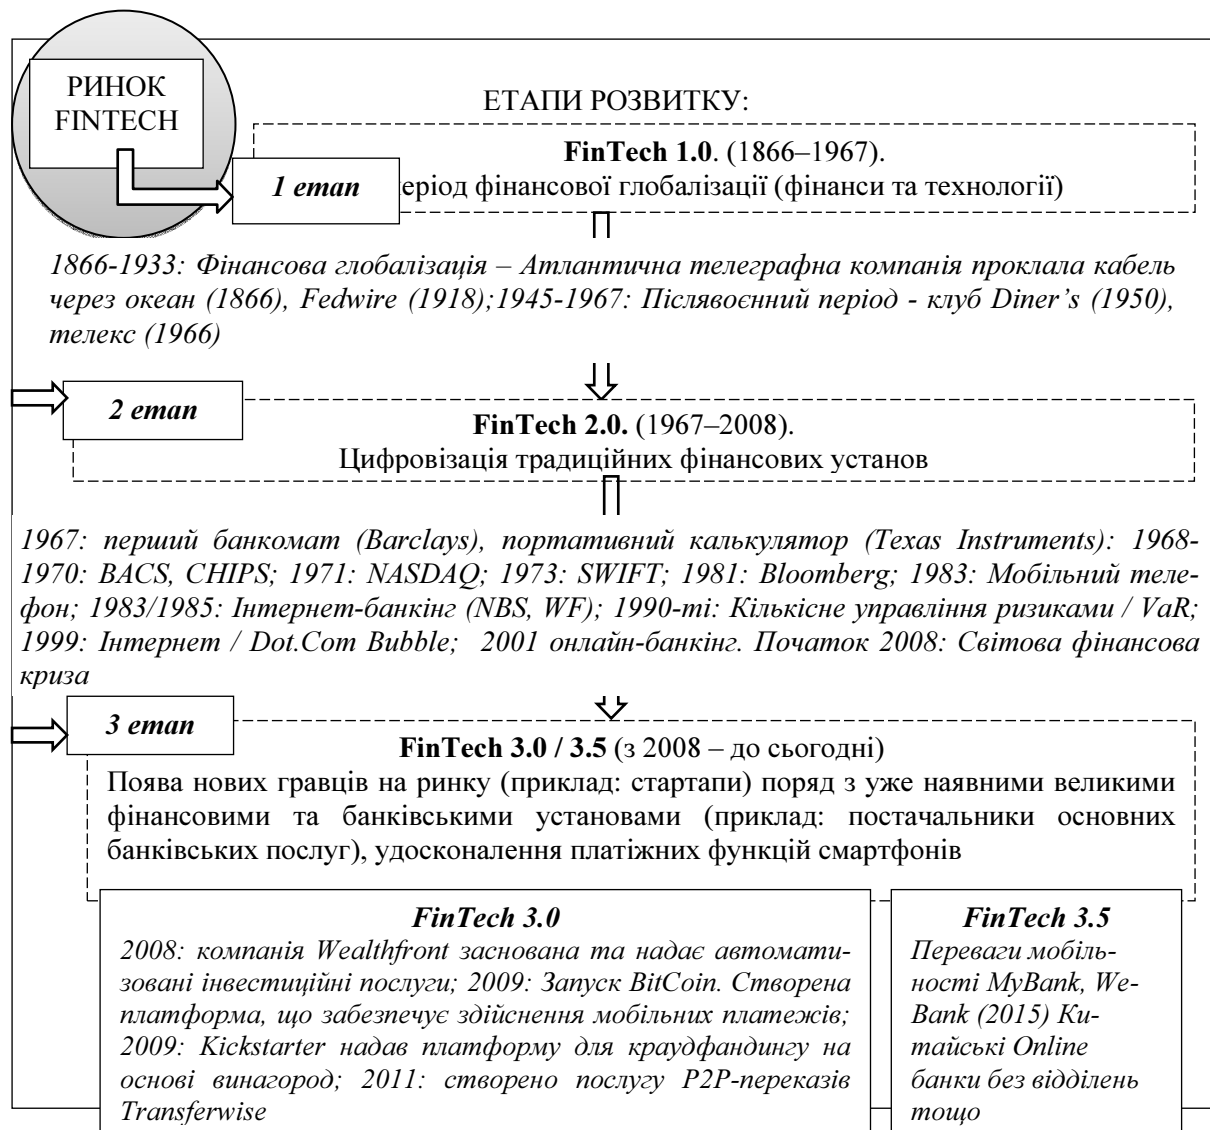 РИНОК
FINTECH
ЕТАПИ РОЗВИТКУ:
FinTech 1.0. (1866–1967).
1 етап
еріод фінансової глобалізації (фінанси та технології)
1866-1933: Фінансова глобалізація – Атлантична телеграфна компанія проклала кабель
через океан (1866), Fedwire (1918);1945-1967: Післявоєнний період - клуб Diner’s (1950),
телекс (1966)
2 етап
FinTech 2.0. (1967–2008).
Цифровізація традиційних фінансових установ
1967: перший банкомат (Barclays), портативний калькулятор (Texas Instruments): 1968-
1970: BACS, CHIPS; 1971: NASDAQ; 1973: SWIFT; 1981: Bloomberg; 1983: Мобільний теле-
фон; 1983/1985: Інтернет-банкінг (NBS, WF); 1990-ті: Кількісне управління ризиками / VaR;
1999: Інтернет / Dot.Com Bubble; 2001 онлайн-банкінг. Початок 2008: Світова фінансова
криза
3 етап
FinTech 3.0 / 3.5 (з 2008 – до сьогодні)
Поява нових гравців на ринку (приклад: стартапи) поряд з уже наявними великими
фінансовими та банківськими установами (приклад: постачальники основних
банківських послуг), удосконалення платіжних функцій смартфонів
FinTech 3.0
2008: компанія Wealthfront заснована та надає автомати-
зовані інвестиційні послуги; 2009: Запуск BitCoin. Створена
платформа, що забезпечує здійснення мобільних платежів;
2009: Kickstarter надав платформу для краудфандингу на
основі винагород; 2011: створено послугу P2P-переказів
Transferwise
FinTech 3.5
Переваги мобіль-
ності MyBank, We-
Bank (2015) Ки-
тайські Online
банки без відділень
тощо